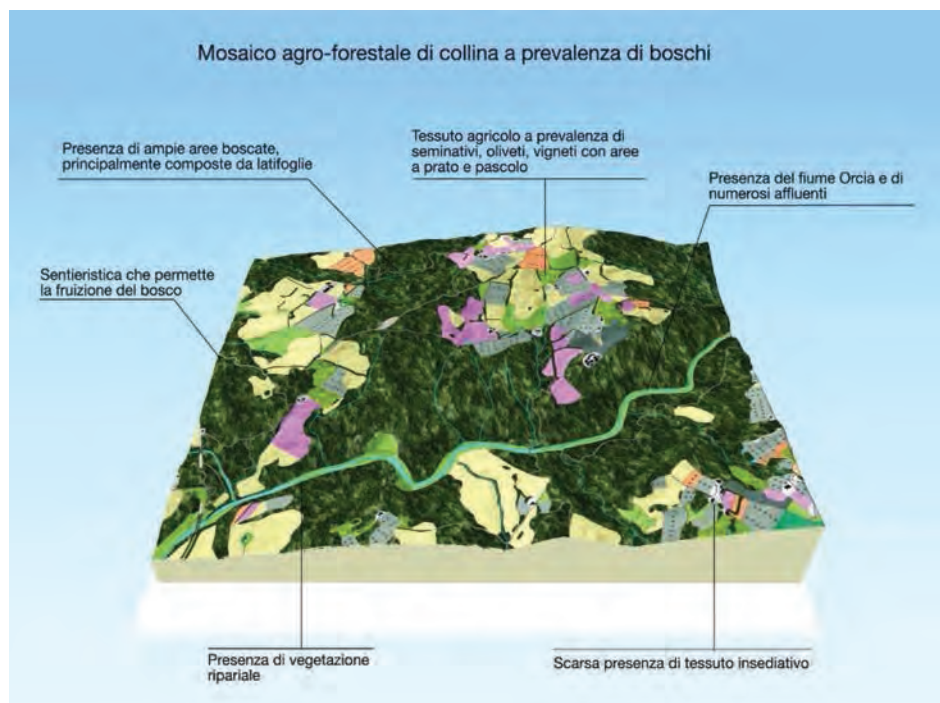 Mosaico agro-forestale di collina a prevalenza di boschi
Presenza di ampie aree boscate,
principalmente composte da latifoglie
Tessuto agricolo a prevalenza di
seminativi, oliveti, vigneti con aree
a prato e pascolo
Presenza del fiume Orcia e di
numerosi affluenti
Sentieristica che permette
la fruizione del bosco
Presenza di vegetazione
ripariale
Scarsa presenza di tessuto insediativo